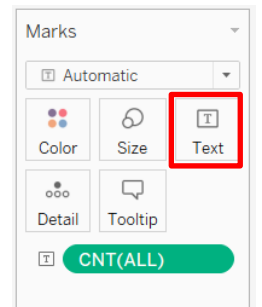 Marks
T Automatic
Color Size T Text
Detail Tooltip
T CNT(ALL)